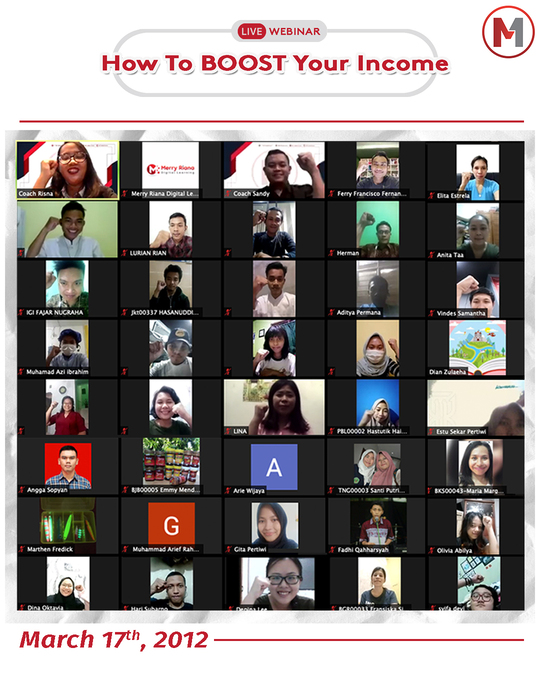 LIVE WEBINAR
How To BOOST Your Income
M
Coach Risna
Merry Riana
Digital Learning
Merry Riana Digital Le...
Coach Sandy
Ferry Francisco Fernan...
Elita Estrela
LURIAN RIAN
Herman
Anita Taa
IGI FAJAR NUGRAHA
Jkt00337 HASANUDDI...
Aditya Permana
Vindes Samantha
Muhamad Azi Ibrahim
Dian Zulaeha
LINA
PBL00002 Hastutik Hai...
Estu Sekar Pertiwi
Angga Sopyan
BJB00005 Emmy Mend...
A
Arie Wijaya
TNG00003 Santi Putri...
BKS00043-Maria Marg...
Marthen Fredick
G
Muhammad Arief Rah...
Gita Pertiwi
Fadhi Qahharsyah
Olivia Abilya
Dina Oktavia
Hari Suharno
Denina Lee
BGR00033 Fransiska Si
syifa devi
March 17th, 2012